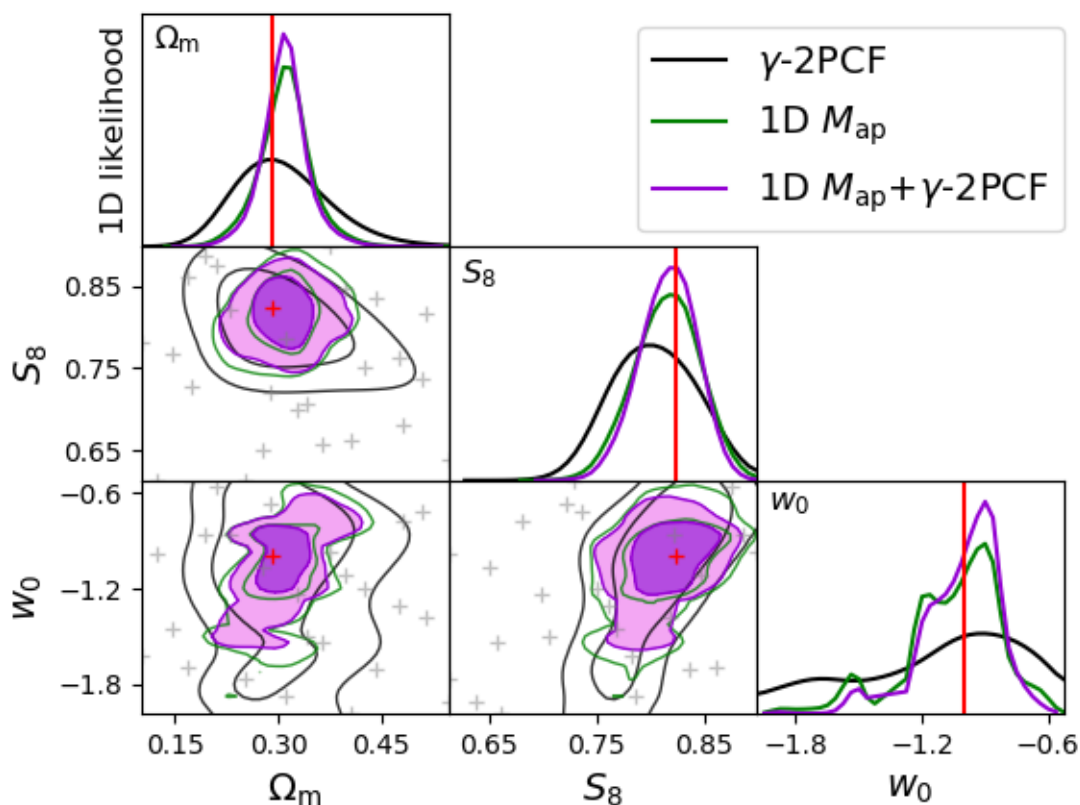 Ωm
1D likelihood
γ-2PCF
1D Map
1D Map+γ-2PCF
S8
0.85
0.75
0.65
S8
−0.6
−1.2
−1.8
w0
w0
0.15 0.30 0.45
0.65 0.75 0.85
−1.8 −1.2 −0.6
Ωm S8 w0